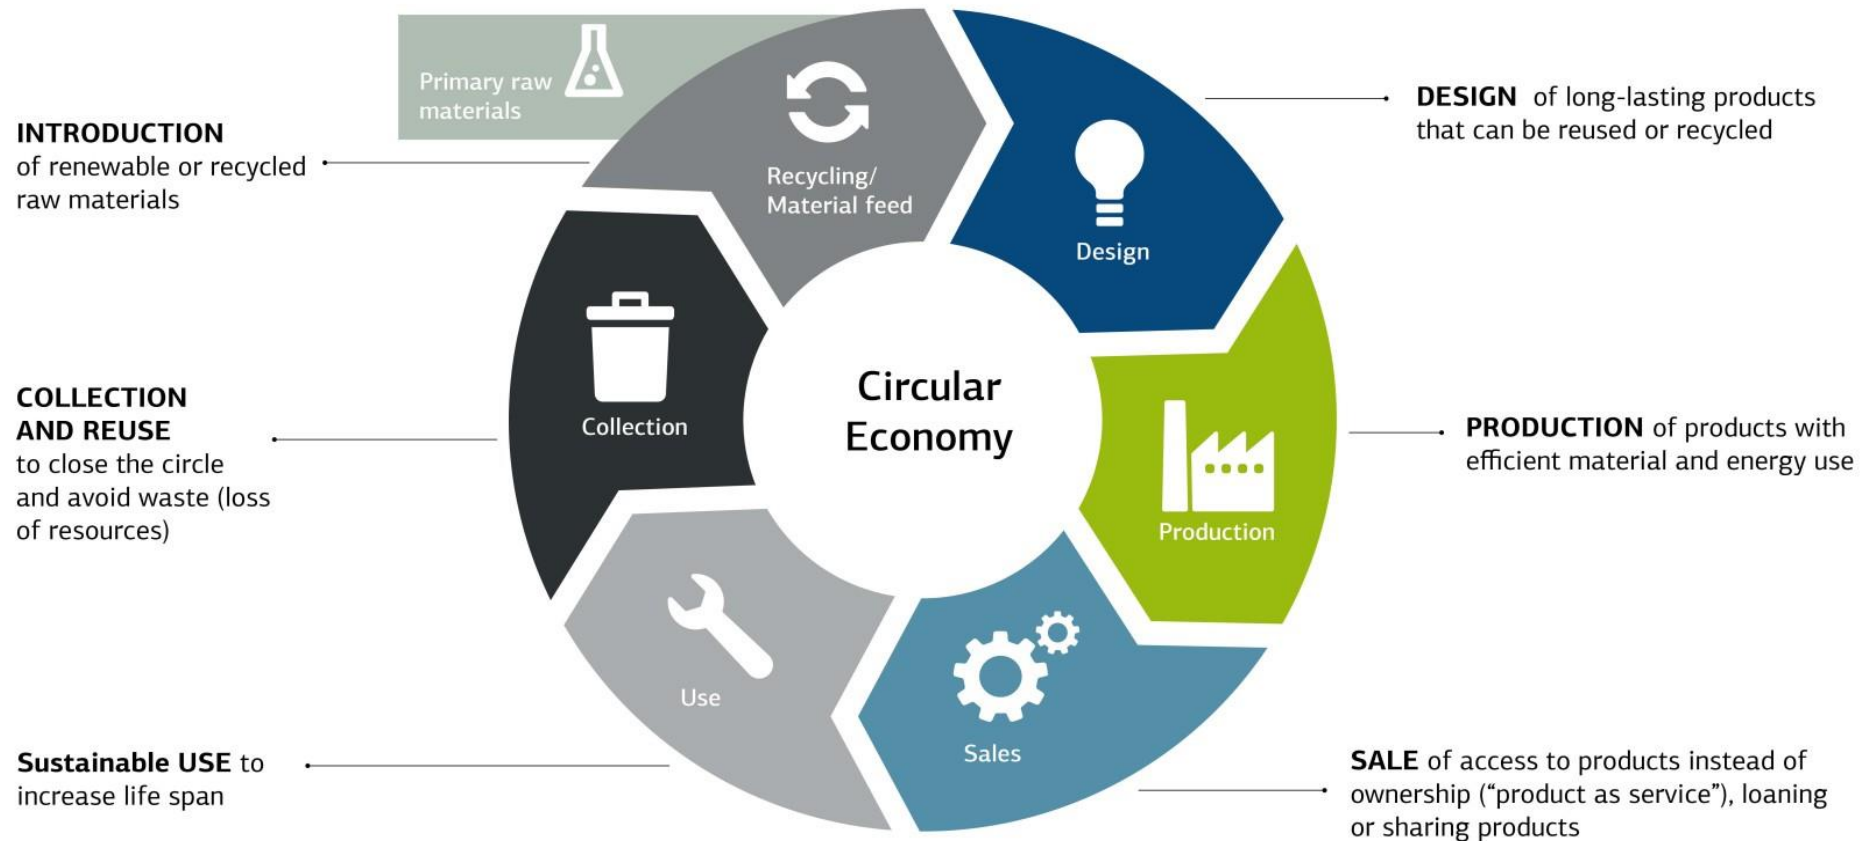 Primary raw
materials
INTRODUCTION
of renewable or recycled
raw materials
Recycling/
Material feed
DESIGN of long-lasting products
that can be reused or recycled
Design
COLLECTION
AND REUSE
to close the circle
and avoid waste (loss
of resources)
Collection
Circular
Economy
PRODUCTION of products with
efficient material and energy use
Production
Use
Sales
Sustainable USE to
increase life span
SALE of access to products instead of
ownership (“product as service”), loaning
or sharing products